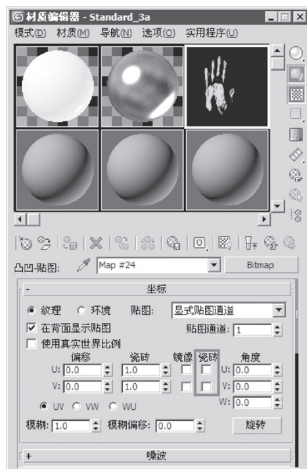 材质编辑器 - Standard_3a
模式(D) 材质(M) 导航(N) 选项(O) 实用程序(U)
凸凹-贴图: Map #24 Bitmap
- 坐标
纹理 环境 贴图: 显式贴图通道
在背面显示贴图 贴图通道: 1
使用真实世界比例
偏移 瓷砖 镜像 瓷砖 角度
U: 0.0 1.0 U: 0.0
V: 0.0 1.0 V: 0.0
W: 0.0
UV VW WU
模糊: 1.0 模糊偏移: 0.0 旋转
+ 噪波